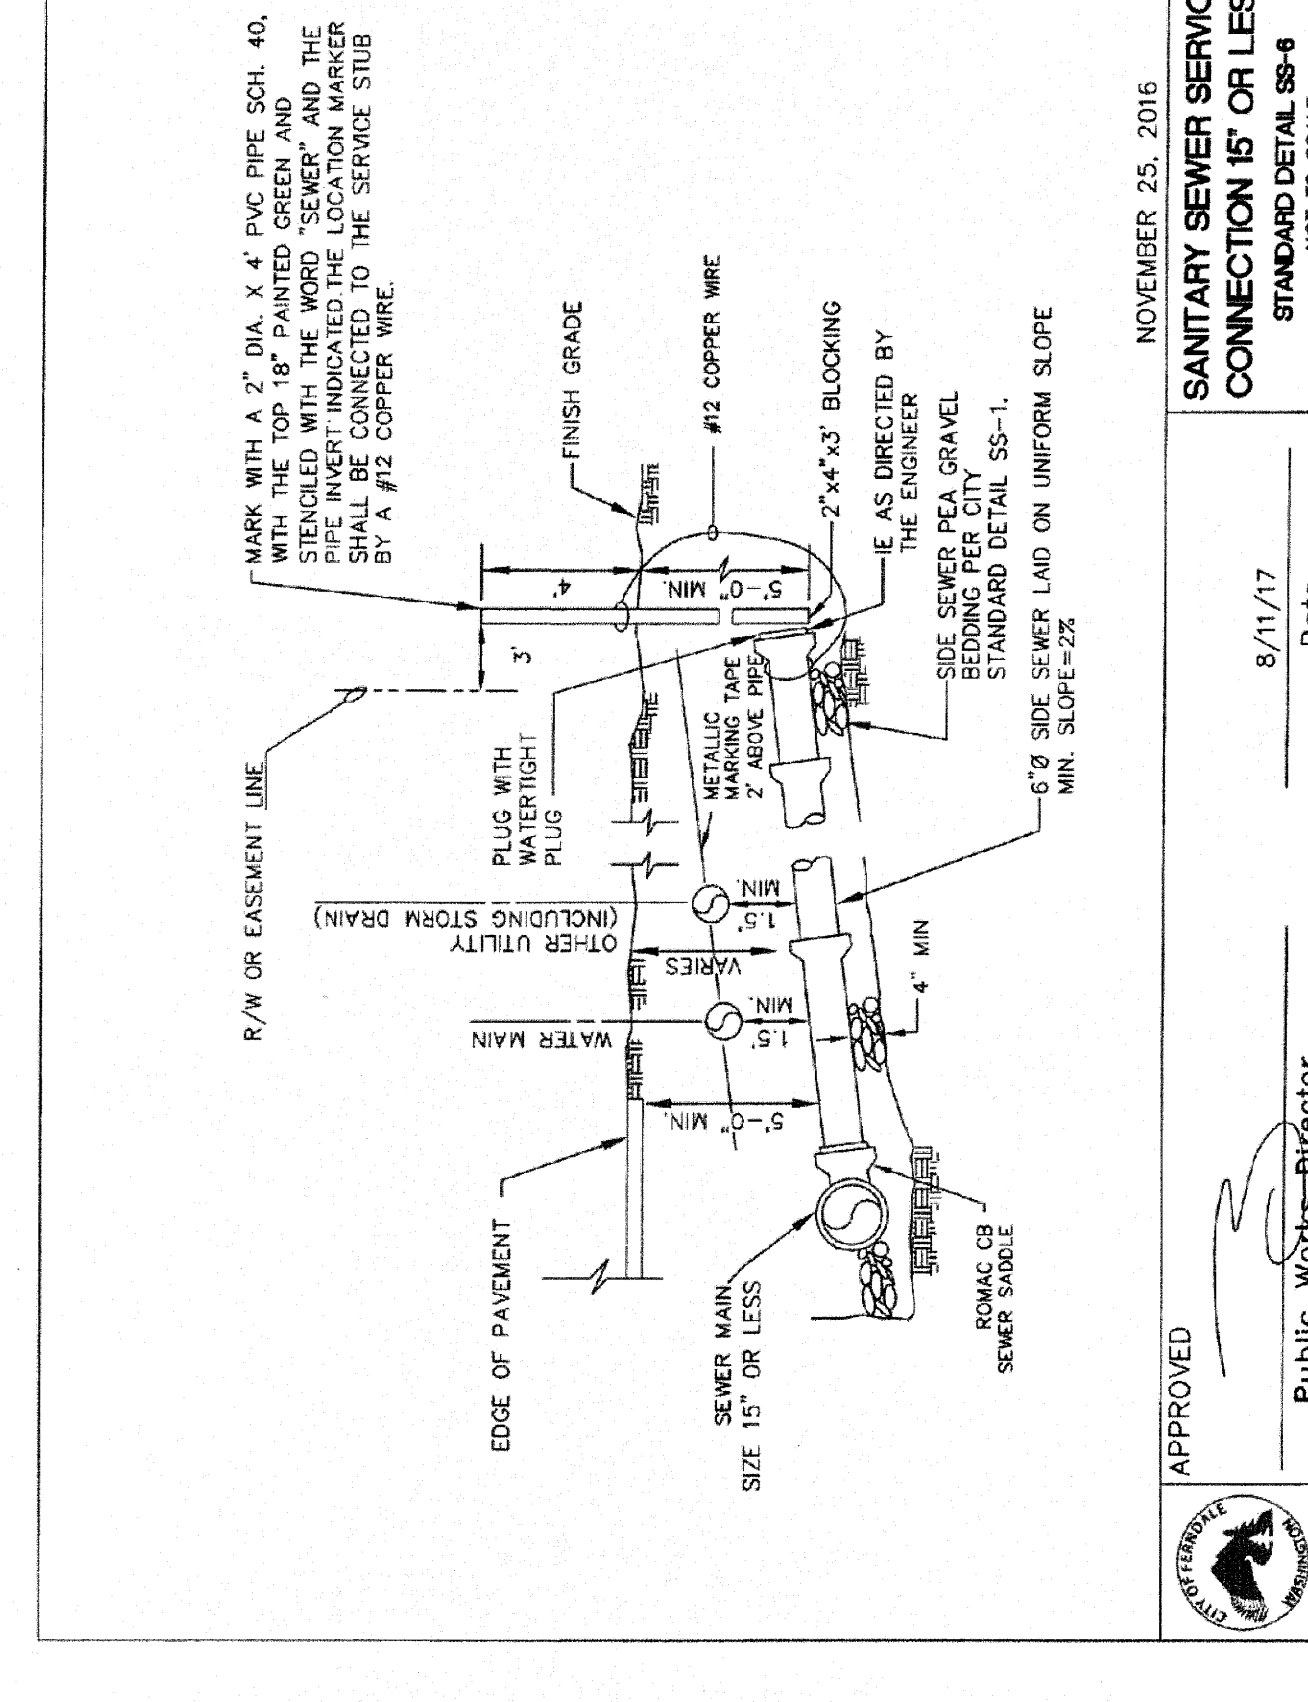 MARK WITH A 2" DIA. X 4' PVC PIPE SCH. 40,
WITH THE TOP 18" PAINTED GREEN AND
STENCILED WITH THE WORD "SEWER" AND THE
PIPE INVERT INDICATED.THE LOCATION MARKER
SHALL BE CONNECTED TO THE SERVICE STUB
BY A #12 COPPER WIRE.
R/W OR EASEMENT LINE
FINISH GRADE
3'
4'
5'-0" MIN.
#12 COPPER WIRE
PLUG WITH
WATERTIGHT
PLUG
METALLIC
MARKING TAPE
2' ABOVE PIPE
2"x4"x3' BLOCKING
IE AS DIRECTED BY
THE ENGINEER
SIDE SEWER PEA GRAVEL
BEDDING PER CITY
STANDARD DETAIL SS-1.
6"Ø SIDE SEWER LAID ON UNIFORM SLOPE
MIN. SLOPE=2%
OTHER UTILITY
(INCLUDING STORM DRAIN)
WATER MAIN
VARIES
1.5'
MIN.
1.5'
MIN
5'-0" MIN.
4" MIN
EDGE OF PAVEMENT
SEWER MAIN
SIZE 15" OR LESS
ROMAC CB
SEWER SADDLE
NOVEMBER 25, 2016
CITY OF FERNDALE
APPROVED
8/11/17
Public Works Director
SANITARY SEWER SERVIC
CONNECTION 15" OR LES
STANDARD DETAIL SS-6